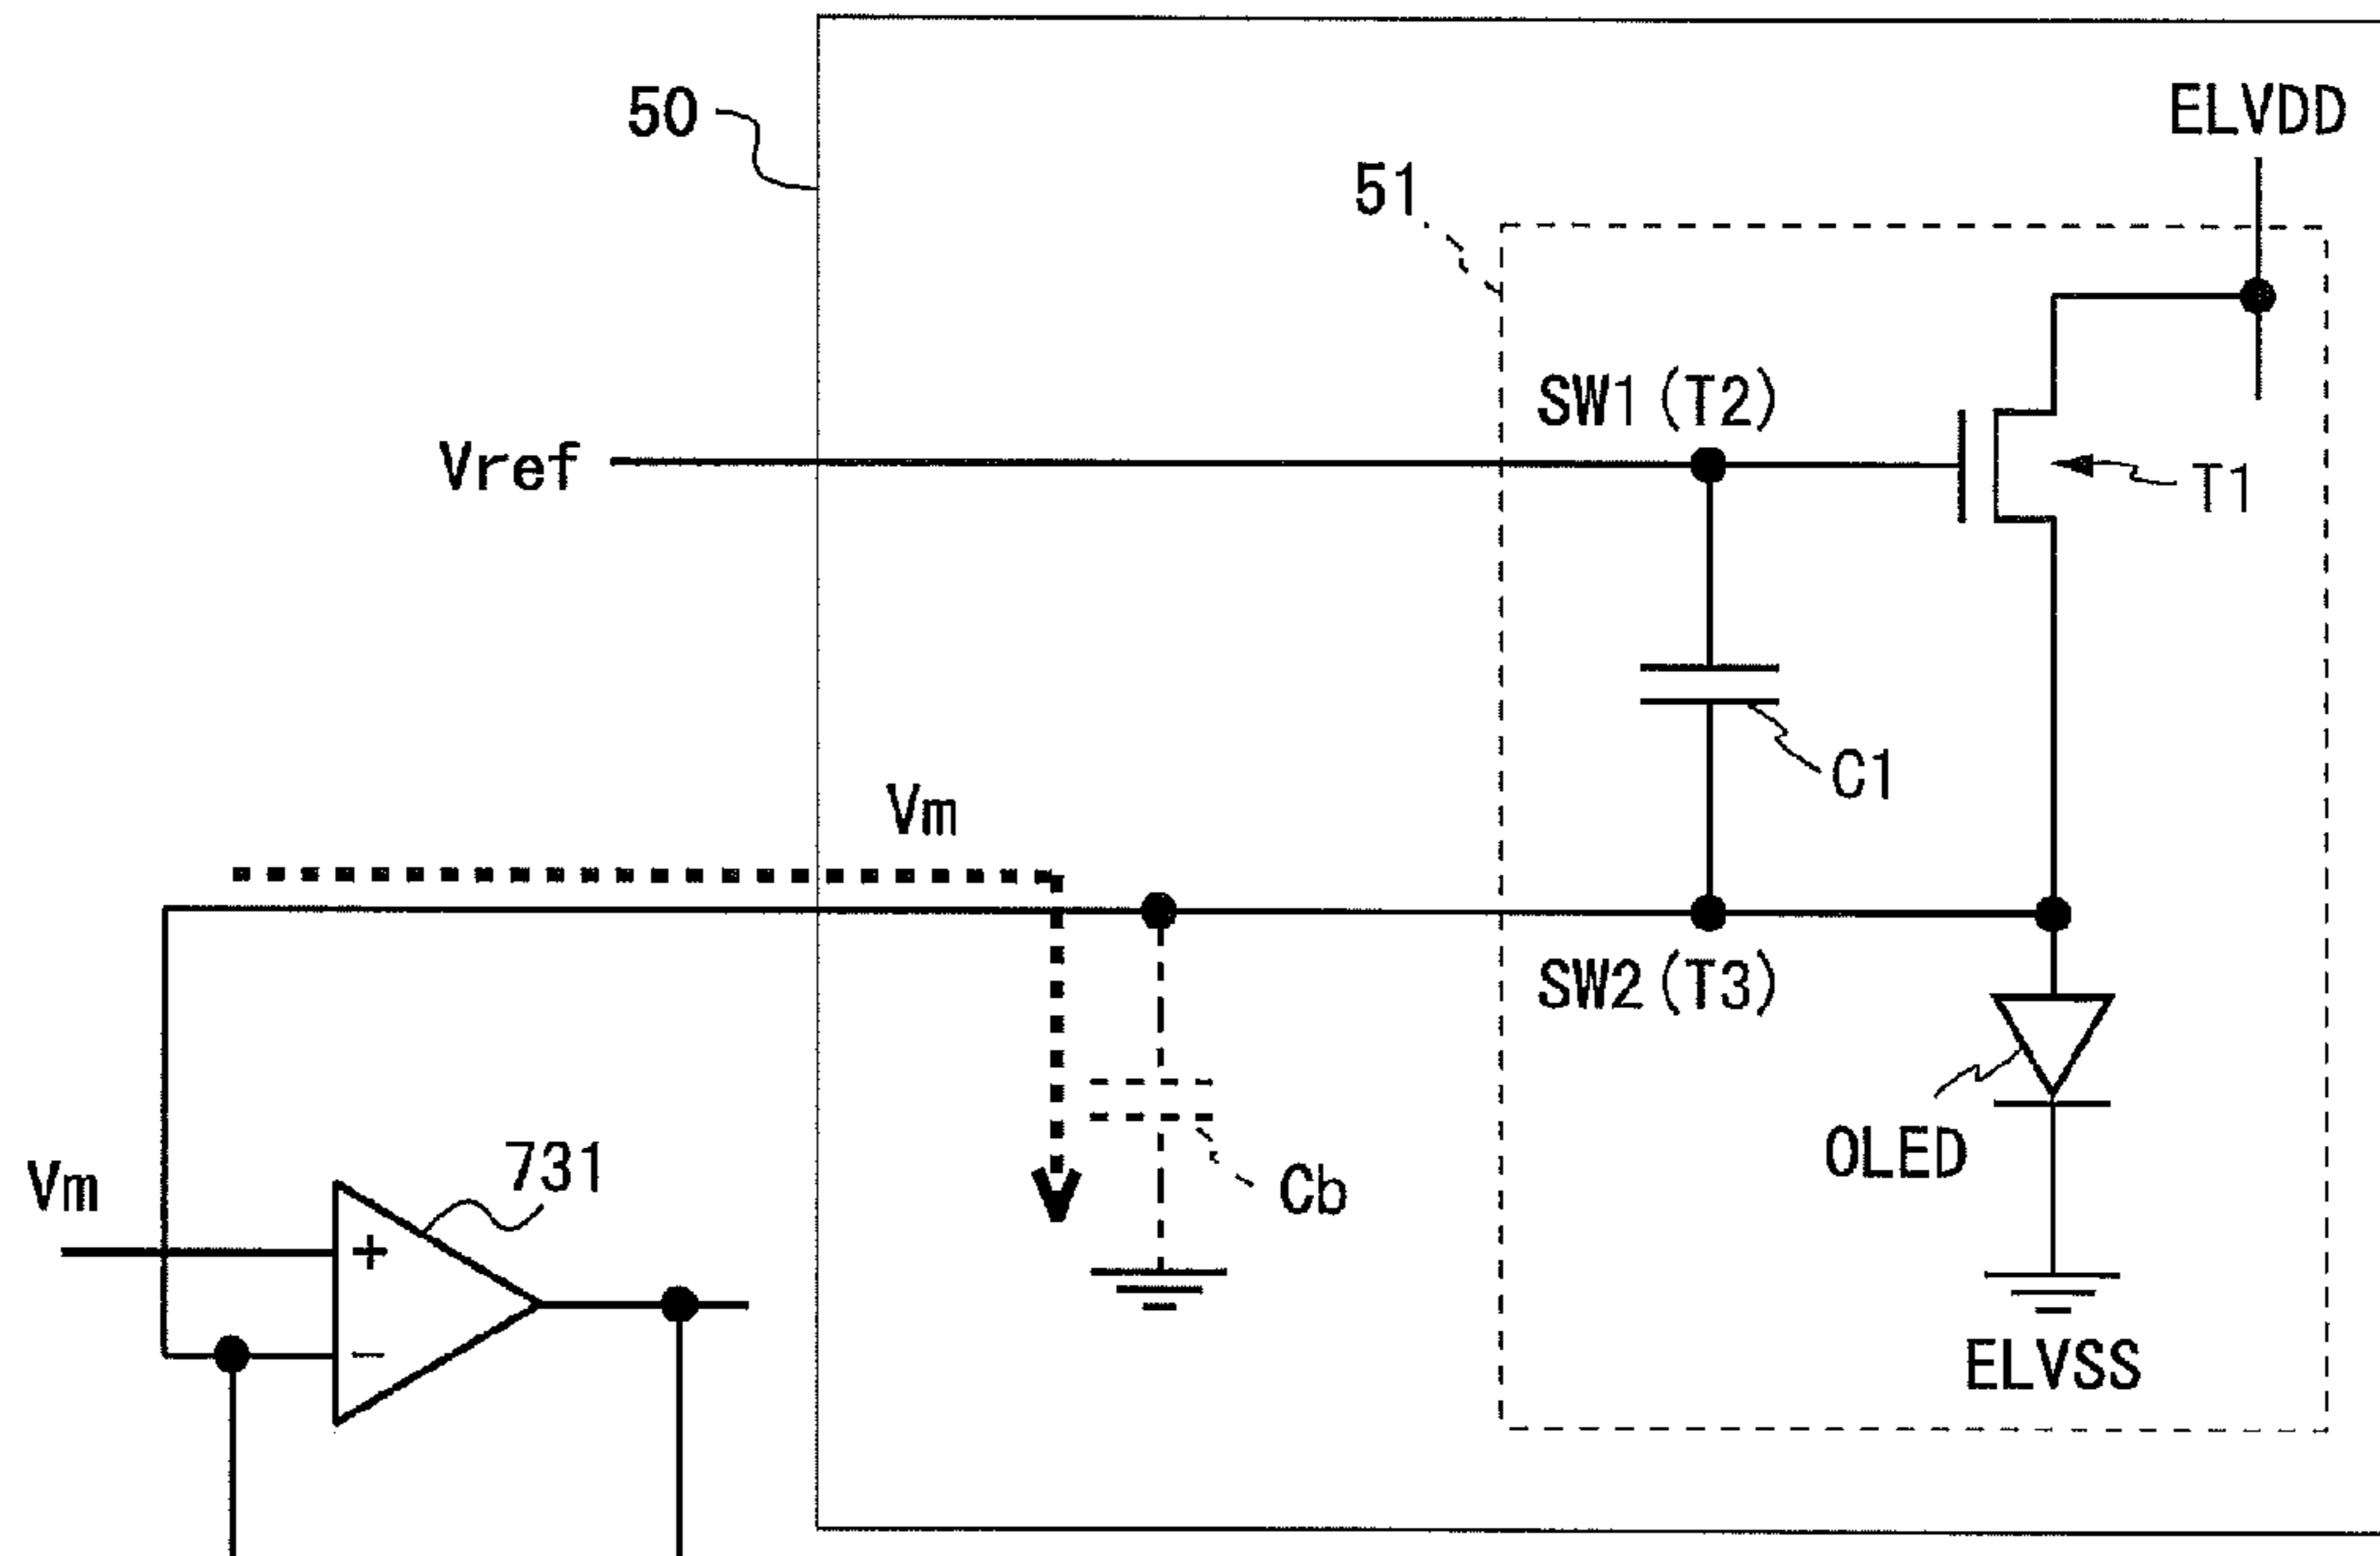 50
ELVDD
51
SW1(T2)
Vref
T1
C1
Vm
SW2(T3)
731
Vm
Cb
OLED
+
−
ELVSS